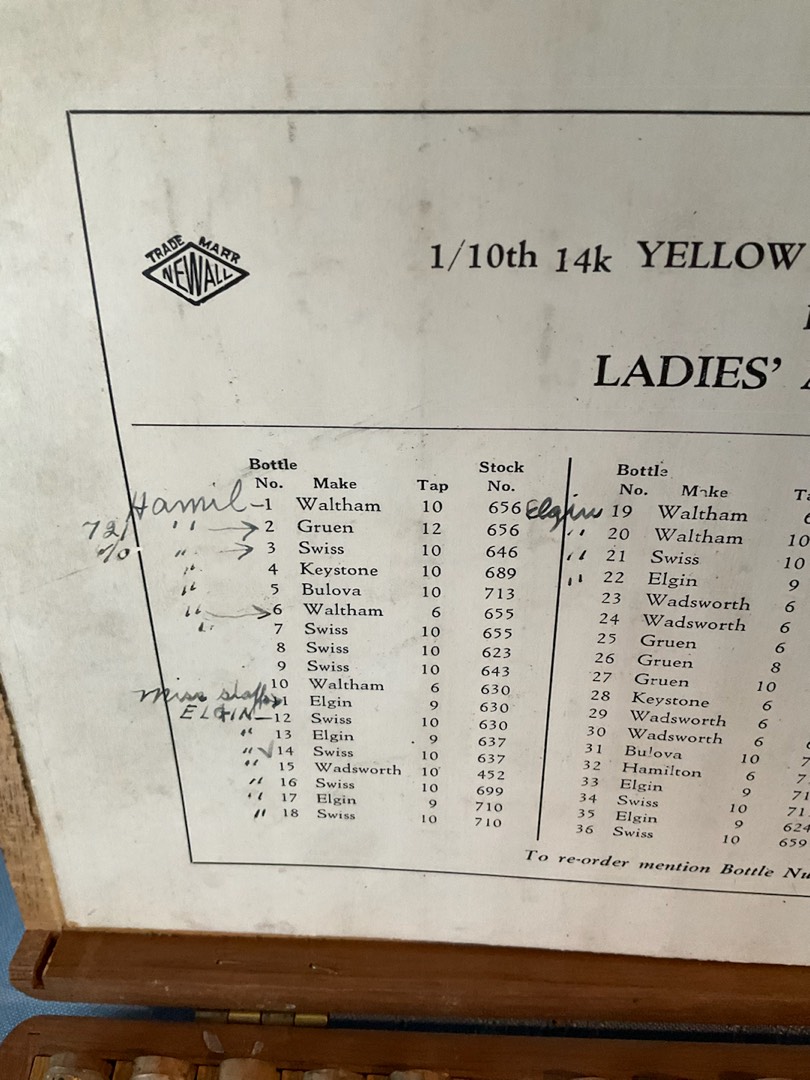 TRADE MARK
NEWALL
1/10th 14k YELLOW
LADIES'
Bottle No. Make Tap Stock No.
Hamil - 1 Waltham 10 656
72/ " → 2 Gruen 12 656
" → 3 Swiss 10 646
" 4 Keystone 10 689
" 5 Bulova 10 713
" → 6 Waltham 6 655
" 7 Swiss 10 655
8 Swiss 10 623
9 Swiss 10 643
10 Waltham 6 630
Miss 11 Elgin 9 630
ELGIN - 12 Swiss 10 630
" 13 Elgin 9 637
" ✓ 14 Swiss 10 637
" 15 Wadsworth 10 452
" 16 Swiss 10 699
" 17 Elgin 9 710
" 18 Swiss 10 710
Bottle No. Make
Elgin 19 Waltham 6
" 20 Waltham 10
" 21 Swiss 10
" 22 Elgin 9
23 Wadsworth 6
24 Wadsworth 6
25 Gruen 6
26 Gruen 8
27 Gruen 10
28 Keystone 6
29 Wadsworth 6
30 Wadsworth 6
31 Bulova 10 7
32 Hamilton 6 7
33 Elgin 9 71
34 Swiss 10 71
35 Elgin 9 624
36 Swiss 10 659
To re-order mention Bottle Nu